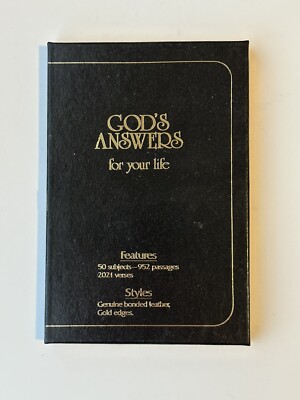 GOD'S
ANSWERS
for your life
Features
50 subjects—952 passages
2021 verses
Styles
Genuine bonded leather,
Gold edges.